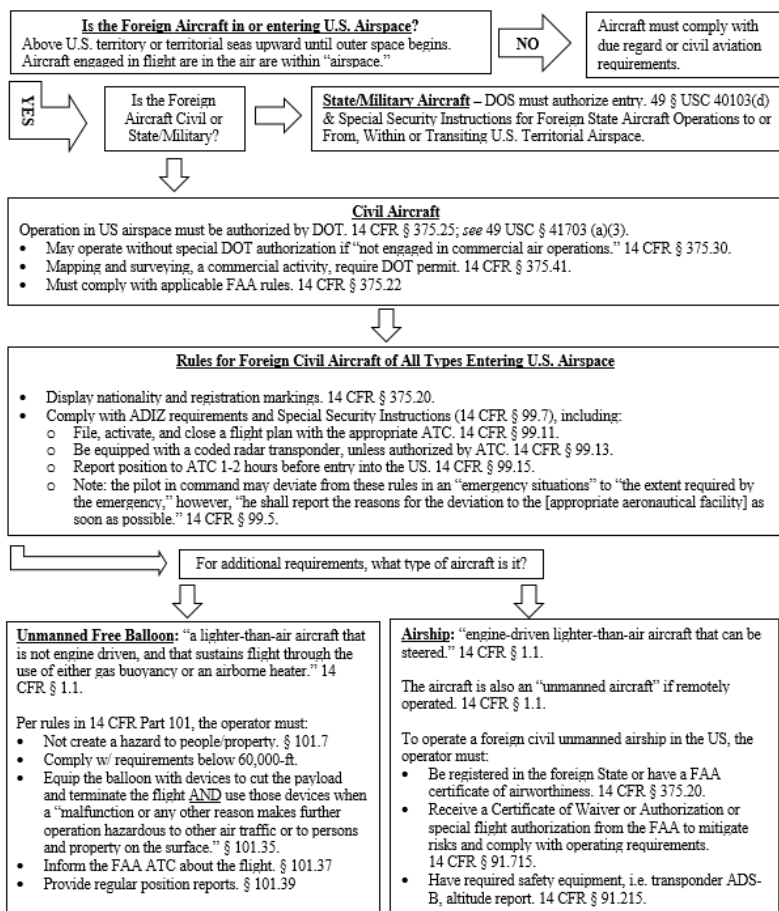 Is the Foreign Aircraft in or entering U.S. Airspace?
Above U.S. territory or territorial seas upward until outer space begins.
Aircraft engaged in flight are in the air are within “airspace.”
NO
Aircraft must comply with
due regard or civil aviation
requirements.
YES
Is the Foreign
Aircraft Civil or
State/Military?
State/Military Aircraft – DOS must authorize entry. 49 § USC 40103(d)
& Special Security Instructions for Foreign State Aircraft Operations to or
From, Within or Transiting U.S. Territorial Airspace.
Civil Aircraft
Operation in US airspace must be authorized by DOT. 14 CFR § 375.25; see 49 USC § 41703 (a)(3).
• May operate without special DOT authorization if “not engaged in commercial air operations.” 14 CFR § 375.30.
• Mapping and surveying, a commercial activity, require DOT permit. 14 CFR § 375.41.
• Must comply with applicable FAA rules. 14 CFR § 375.22
Rules for Foreign Civil Aircraft of All Types Entering U.S. Airspace
• Display nationality and registration markings. 14 CFR § 375.20.
• Comply with ADIZ requirements and Special Security Instructions (14 CFR § 99.7), including:
o File, activate, and close a flight plan with the appropriate ATC. 14 CFR § 99.11.
o Be equipped with a coded radar transponder, unless authorized by ATC. 14 CFR § 99.13.
o Report position to ATC 1-2 hours before entry into the US. 14 CFR § 99.15.
o Note: the pilot in command may deviate from these rules in an “emergency situations” to “the extent required by
the emergency,” however, “he shall report the reasons for the deviation to the [appropriate aeronautical facility] as
soon as possible.” 14 CFR § 99.5.
For additional requirements, what type of aircraft is it?
Unmanned Free Balloon: “a lighter-than-air aircraft that
is not engine driven, and that sustains flight through the
use of either gas buoyancy or an airborne heater.” 14
CFR § 1.1.
Per rules in 14 CFR Part 101, the operator must:
• Not create a hazard to people/property. § 101.7
• Comply w/ requirements below 60,000-ft.
• Equip the balloon with devices to cut the payload
and terminate the flight AND use those devices when
a “malfunction or any other reason makes further
operation hazardous to other air traffic or to persons
and property on the surface.” § 101.35.
• Inform the FAA ATC about the flight. § 101.37
• Provide regular position reports. § 101.39
Airship: “engine-driven lighter-than-air aircraft that can be
steered.” 14 CFR § 1.1.
The aircraft is also an “unmanned aircraft” if remotely
operated. 14 CFR § 1.1.
To operate a foreign civil unmanned airship in the US, the
operator must:
• Be registered in the foreign State or have a FAA
certificate of airworthiness. 14 CFR § 375.20.
• Receive a Certificate of Waiver or Authorization or
special flight authorization from the FAA to mitigate
risks and comply with operating requirements.
14 CFR § 91.715.
• Have required safety equipment, i.e. transponder ADS-
B, altitude report. 14 CFR § 91.215.